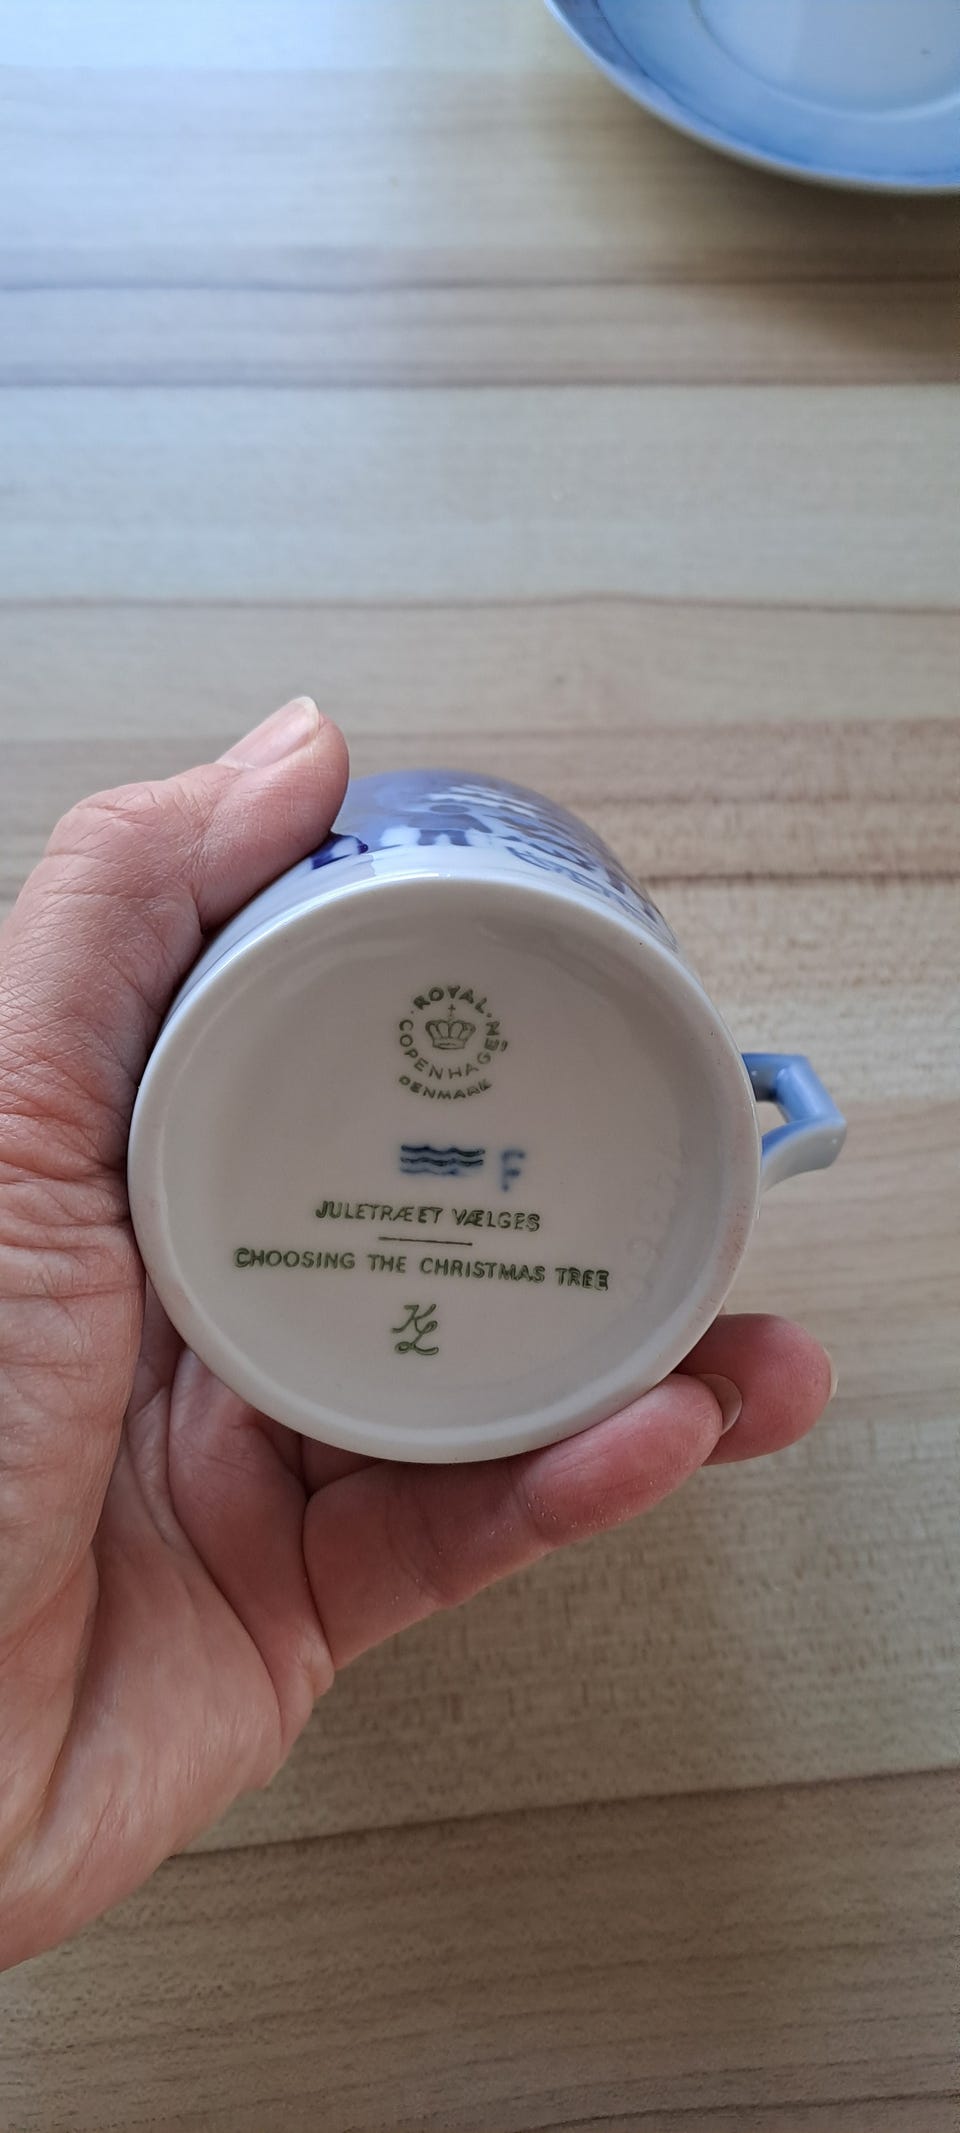 ROYAL
COPENHAGEN
DENMARK
F
JULETRÆET VÆLGES
CHOOSING THE CHRISTMAS TREE
KL